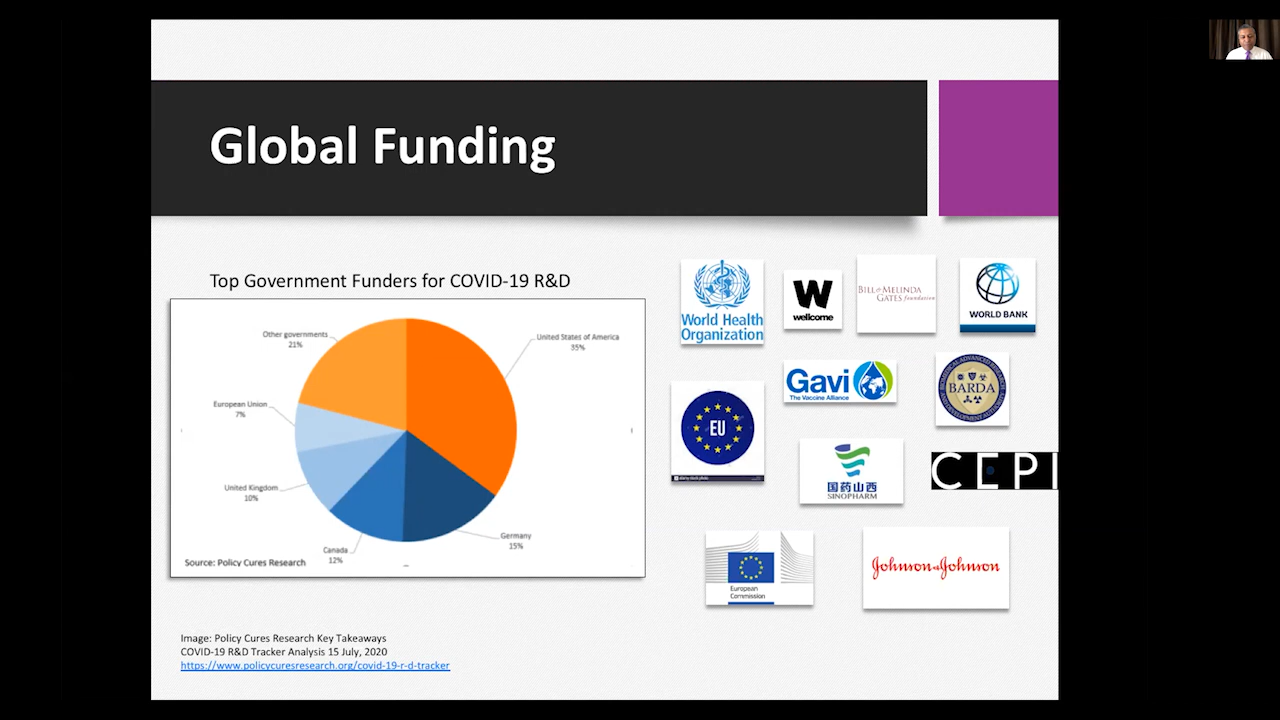 Global Funding
Top Government Funders for COVID-19 R&D
Other governments
21%
United States of America
35%
European Union
7%
United Kingdom
10%
Canada
12%
Germany
15%
Source: Policy Cures Research
World Health
Organization
W
wellcome
BILL & MELINDA
GATES foundation
WORLD BANK
Gavi
The Vaccine Alliance
BARDA
EU
国药山西
SINOPHARM
CEPI
European
Commission
Johnson & Johnson
Image: Policy Cures Research Key Takeaways
COVID-19 R&D Tracker Analysis 15 July, 2020
https://www.policycuresresearch.org/covid-19-r-d-tracker